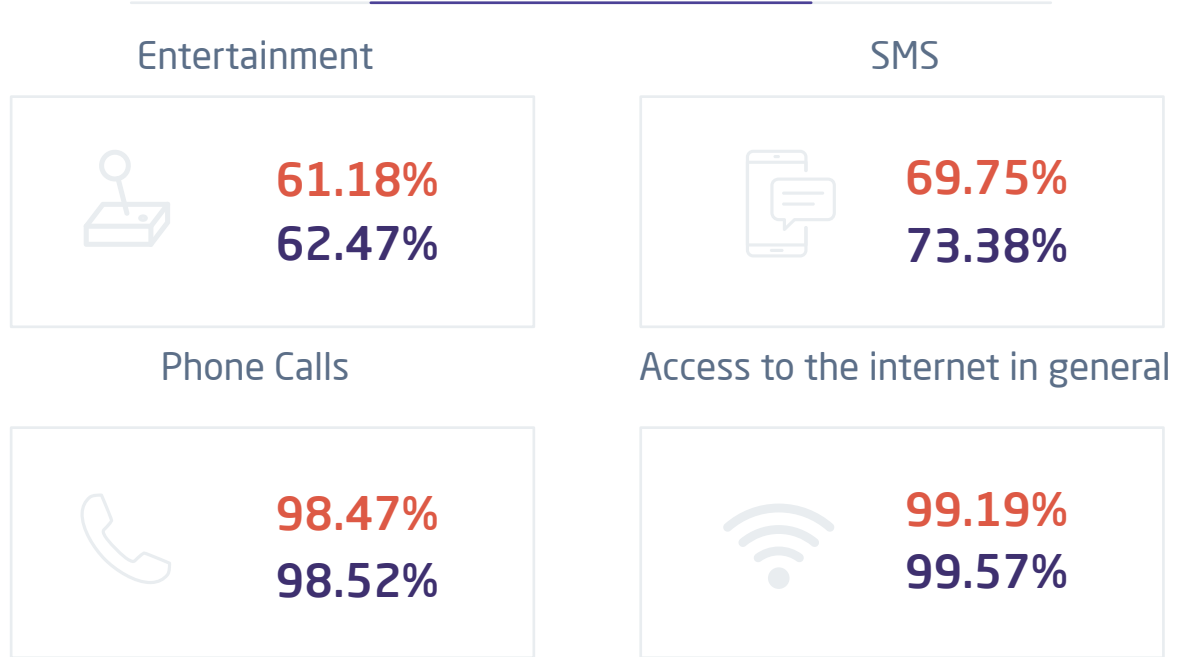 Entertainment
SMS
61.18%
62.47%
69.75%
73.38%
Phone Calls
Access to the internet in general
98.47%
98.52%
99.19%
99.57%